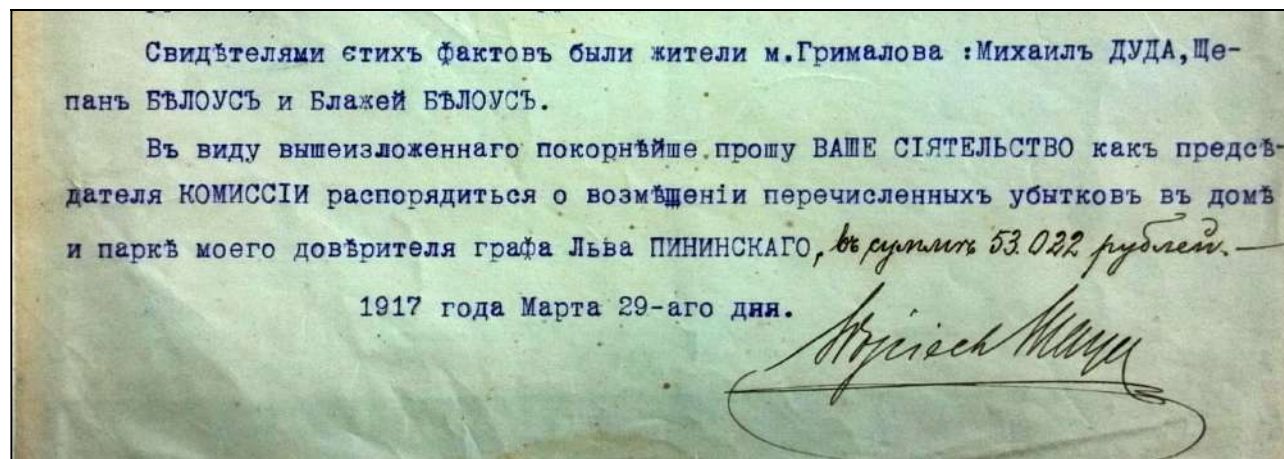 Свидѣтелями єтихъ фактовъ были жители м.Грималова :Михаилъ ДУДА,Ще-
панъ БѢЛОУСЪ и Блажей БѢЛОУСЪ.
Въ виду вышеизложеннаго покорнѣйше прошу ВАШЕ СІЯТЕЛЬСТВО какъ предсѣ-
дателя КОМИССІИ распорядиться о возмѣщеніи перечисленныхъ убытковъ въ домѣ
и паркѣ моего довѣрителя графа Льва ПИНИНСКАГО, въ суммѣ 53.022 рублей.—
1917 года Марта 29-аго дня.
Wojciech Mayer